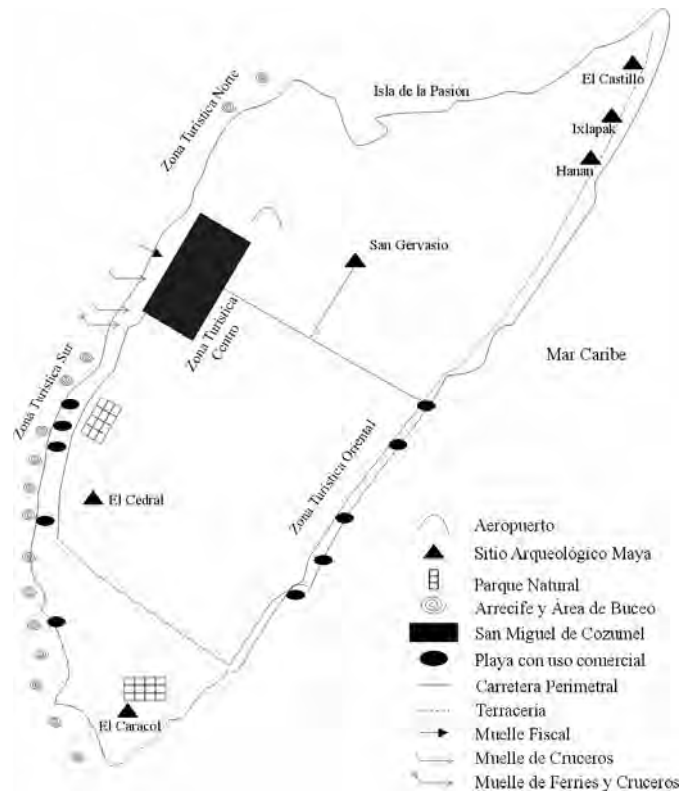 Zona Turística Norte
Isla de la Pasión
El Castillo
Ixlapak
Hanan
San Gervasio
Zona Turística
Centro
Mar Caribe
Zona Turística Sur
Zona Turística Oriental
El Cedral
El Caracol
Aeropuerto
Sitio Arqueológico Maya
Parque Natural
Arrecife y Área de Buceo
San Miguel de Cozumel
Playa con uso comercial
Carretera Perimetral
Terracería
Muelle Fiscal
Muelle de Cruceros
Muelle de Ferries y Cruceros